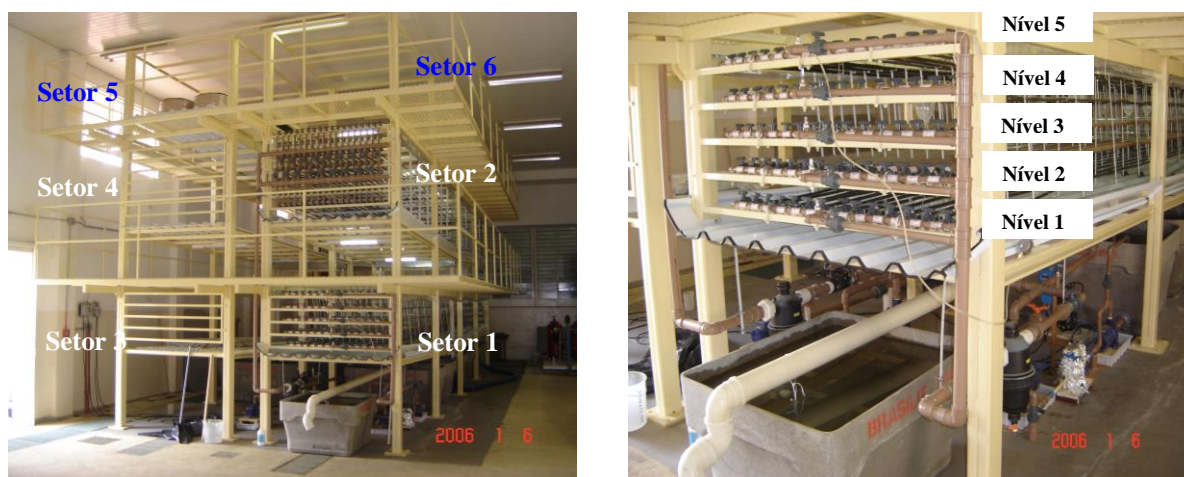 Setor 5
Setor 6
Setor 4
Setor 2
Setor 3
Setor 1
2006 1 6
Nível 5
Nível 4
Nível 3
Nível 2
Nível 1
2006 1 6